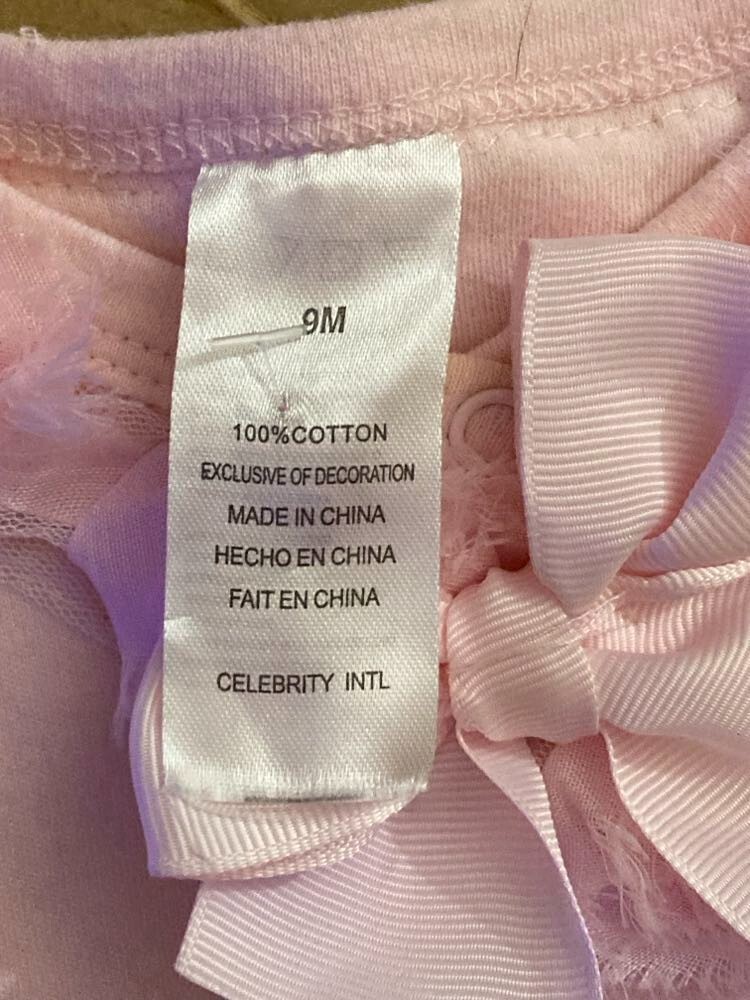 9M
100%COTTON
EXCLUSIVE OF DECORATION
MADE IN CHINA
HECHO EN CHINA
FAIT EN CHINA
CELEBRITY INTL